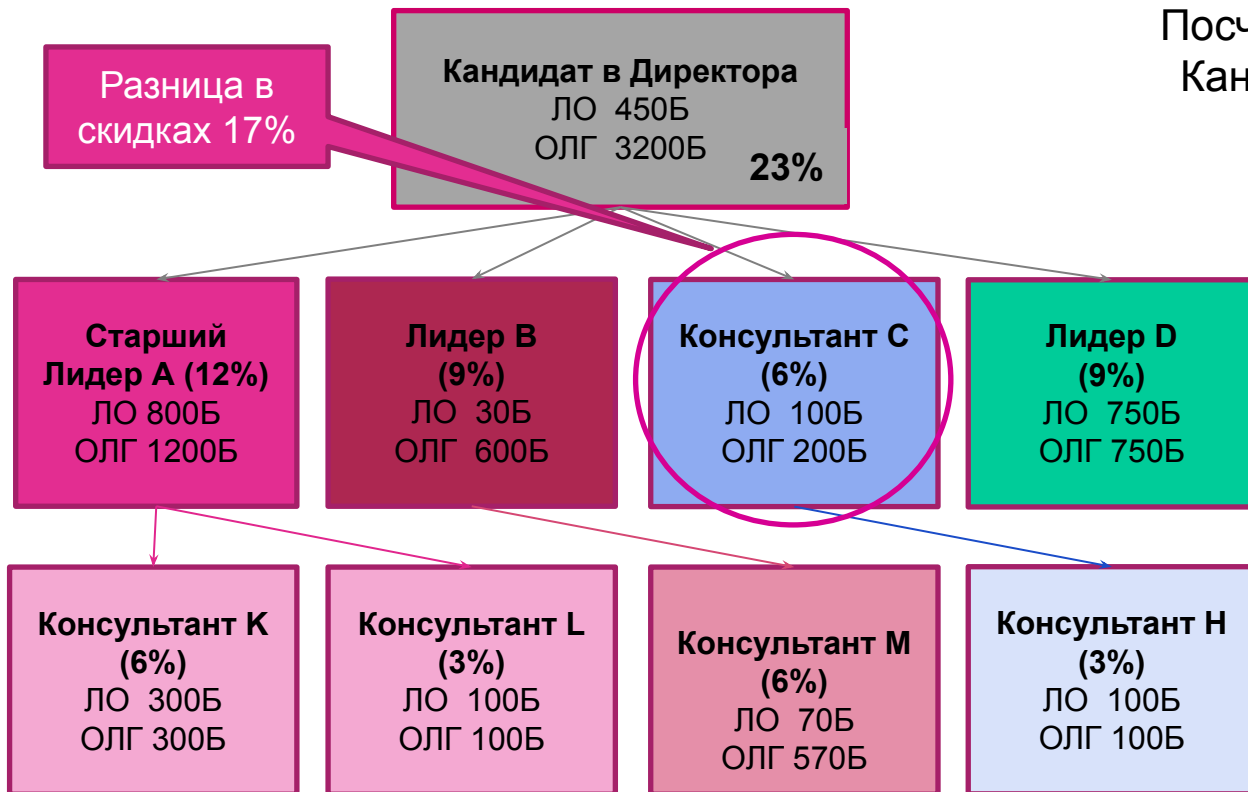 Разница в
скидках 17%
Кандидат в Директора
ЛО 450Б
ОЛГ 3200Б
23%
Старший
Лидер А (12%)
ЛО 800Б
ОЛГ 1200Б
Лидер В
(9%)
ЛО 30Б
ОЛГ 600Б
Консультант С
(6%)
ЛО 100Б
ОЛГ 200Б
Лидер D
(9%)
ЛО 750Б
ОЛГ 750Б
Консультант K
(6%)
ЛО 300Б
ОЛГ 300Б
Консультант L
(3%)
ЛО 100Б
ОЛГ 100Б
Консультант М
(6%)
ЛО 70Б
ОЛГ 570Б
Консультант Н
(3%)
ЛО 100Б
ОЛГ 100Б